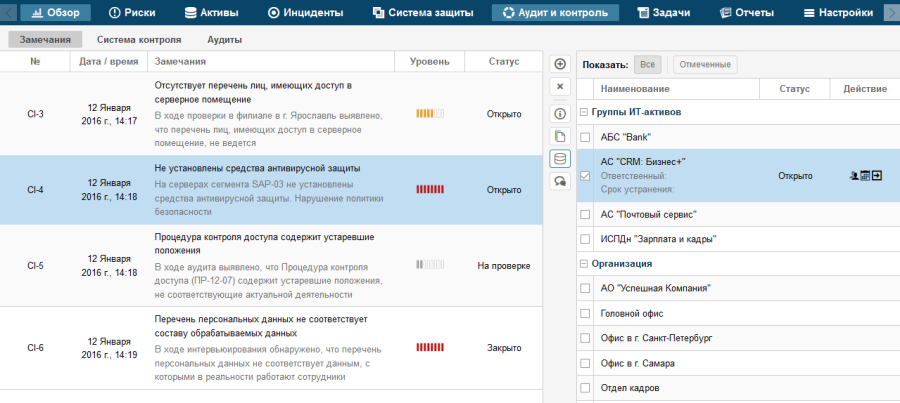 Обзор Риски Активы Инциденты Система защиты Аудит и контроль Задачи Отчеты Настройки
Замечания Система контроля Аудиты
№ Дата / время Замечания Уровень Статус
CI-3
12 Января
2016 г., 14:17
Отсутствует перечень лиц, имеющих доступ в
серверное помещение
В ходе проверки в филиале в г. Ярославль выявлено,
что перечень лиц, имеющих доступ в серверное
помещение, не ведется
Открыто
CI-4
12 Января
2016 г., 14:18
Не установлены средства антивирусной защиты
На серверах сегмента SAP-03 не установлены
средства антивирусной защиты. Нарушение политики
безопасности
Открыто
CI-5
12 Января
2016 г., 14:18
Процедура контроля доступа содержит устаревшие
положения
В ходе аудита выявлено, что Процедура контроля
доступа (ПР-12-07) содержит устаревшие положения,
не соответствующие актуальной деятельности
На проверке
CI-6
12 Января
2016 г., 14:19
Перечень персональных данных не соответствует
составу обрабатываемых данных
В ходе интервьюирования обнаружено, что перечень
персональных данных не соответствует данным, с
которыми в реальности работают сотрудники
Закрыто
Показать: Все Отмеченные
Наименование Статус Действие
Группы ИТ-активов
АБС "Bank"
АС "CRM: Бизнес+"
Ответственный:
Срок устранения:
Открыто
АС "Почтовый сервис"
ИСПДн "Зарплата и кадры"
Организация
АО "Успешная Компания"
Головной офис
Офис в г. Санкт-Петербург
Офис в г. Самара
Отдел кадров